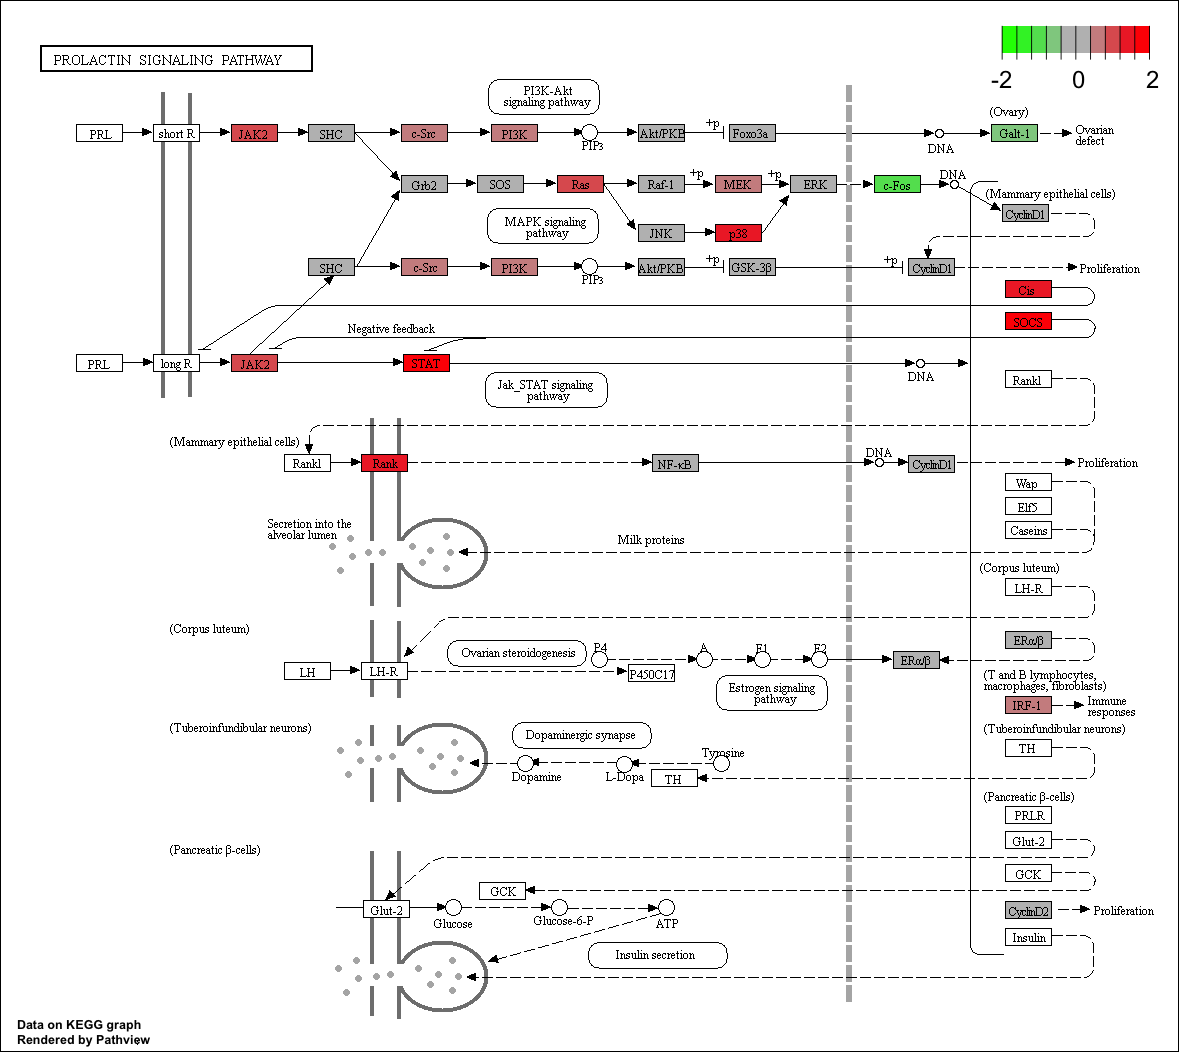 PROLACTIN SIGNALING PATHWAY
-2 0 2
PI3K-Akt
signaling pathway
(Ovary)
PRL
short R
JAK2
SHC
c-Src
PI3K
PIP3
Akt/PKB
+p
Foxo3a
DNA
Galt-1
Ovarian
defect
Grb2
SOS
Ras
Raf-1
+p
MEK
+p
ERK
c-Fos
DNA
(Mammary epithelial cells)
CyclinD1
MAPK signaling
pathway
JNK
p38
SHC
c-Src
PI3K
PIP3
Akt/PKB
+p
GSK-3β
+p
CyclinD1
Proliferation
Cis
SOCS
Negative feedback
PRL
long R
JAK2
STAT
DNA
Jak_STAT signaling
pathway
Rankl
(Mammary epithelial cells)
Rankl
Rank
NF-κB
DNA
CyclinD1
Proliferation
Wap
Elf5
Caseins
Secretion into the
alveolar lumen
Milk proteins
(Corpus luteum)
LH-R
(Corpus luteum)
LH
LH-R
Ovarian steroidogenesis
P4
P450C17
A
E1
E2
ERα/β
ERα/β
Estrogen signaling
pathway
(T and B lymphocytes,
macrophages, fibroblasts)
IRF-1
Immune
responses
(Tuberoinfundibular neurons)
(Tuberoinfundibular neurons)
TH
Dopaminergic synapse
Dopamine
L-Dopa
Tyrosine
TH
(Pancreatic β-cells)
PRLR
Glut-2
GCK
(Pancreatic β-cells)
GCK
Glut-2
Glucose
Glucose-6-P
ATP
CyclinD2
Proliferation
Insulin
Insulin secretion
Data on KEGG graph
Rendered by Pathview